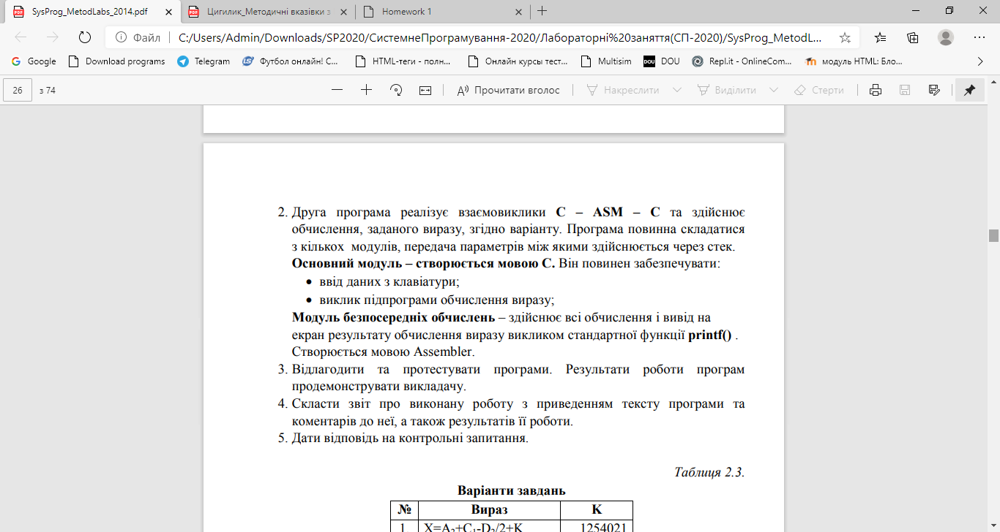 SysProg_MetodLabs_2014.pdf
Цигилик_Методичні вказівки з
Homework 1
Файл
C:/Users/Admin/Downloads/SP2020/СистемнеПрограмування-2020/Лабораторні%20заняття(СП-2020)/SysProg_MetodL...
Google
Download programs
Telegram
Футбол онлайн! С...
HTML-теги - полн...
Онлайн курсы тест...
Multisim
DOU
DOU
Repl.it - OnlineCom...
модуль HTML: Бло...
26
з 74
Прочитати вголос
Накреслити
Виділити
Стерти
2. Друга програма реалізує взаємовиклики C – ASM – C та здійснює
обчислення, заданого виразу, згідно варіанту. Програма повинна складатися
з кількох модулів, передача параметрів між якими здійснюється через стек.
Основний модуль – створюється мовою С. Він повинен забезпечувати:
• ввід даних з клавіатури;
• виклик підпрограми обчислення виразу;
Модуль безпосередніх обчислень – здійснює всі обчислення і вивід на
екран результату обчислення виразу викликом стандартної функції printf() .
Створюється мовою Assembler.
3. Відлагодити та протестувати програми. Результати роботи програм
продемонструвати викладачу.
4. Скласти звіт про виконану роботу з приведенням тексту програми та
коментарів до неї, а також результатів її роботи.
5. Дати відповідь на контрольні запитання.
Таблиця 2.3.
Варіанти завдань
№ Вираз K
1. X=A₂+C₁-D₂/2+K 1254021